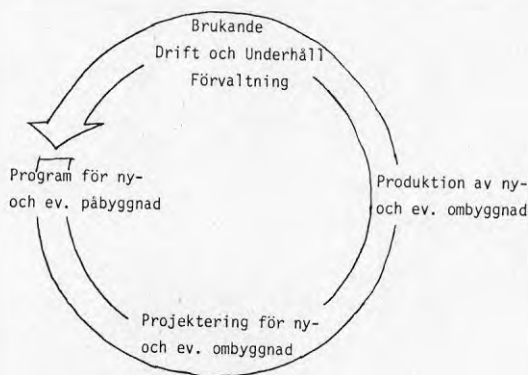 Brukande
Drift och Underhåll
Förvaltning
Program för ny-
och ev. påbyggnad
Produktion av ny-
och ev. ombyggnad
Projektering för ny-
och ev. ombyggnad